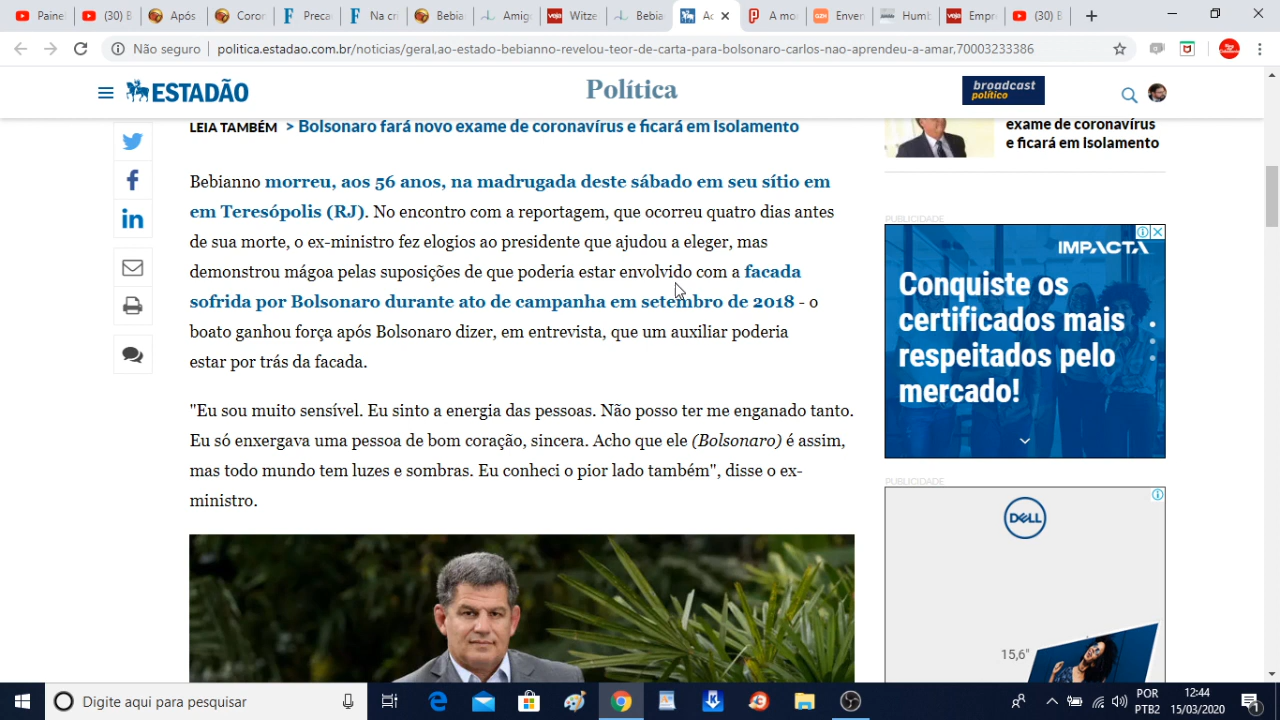 Paine
(30) B
Após
Coron
Preca
Na cri
Bebia
Amig
veja Witze
Bebia
Ac
A mo
GZH Enven
Humb
veja Empr
(30) B
Não seguro politica.estadao.com.br/noticias/geral.ao-estado-bebianno-revelou-teor-de-carta-para-bolsonaro-carlos-nao-aprendeu-a-amar,70003233386
ESTADÃO
Política
broadcast
político
LEIA TAMBÉM > Bolsonaro fará novo exame de coronavírus e ficará em Isolamento
Bebianno morreu, aos 56 anos, na madrugada deste sábado em seu sítio em
em Teresópolis (RJ). No encontro com a reportagem, que ocorreu quatro dias antes
de sua morte, o ex-ministro fez elogios ao presidente que ajudou a eleger, mas
demonstrou mágoa pelas suposições de que poderia estar envolvido com a facada
sofrida por Bolsonaro durante ato de campanha em setembro de 2018 - o
boato ganhou força após Bolsonaro dizer, em entrevista, que um auxiliar poderia
estar por trás da facada.
"Eu sou muito sensível. Eu sinto a energia das pessoas. Não posso ter me enganado tanto.
Eu só enxergava uma pessoa de bom coração, sincera. Acho que ele (Bolsonaro) é assim,
mas todo mundo tem luzes e sombras. Eu conheci o pior lado também", disse o ex-
ministro.
exame de coronavírus
e ficará em Isolamento
PUBLICIDADE
IMPACTA
Conquiste os
certificados mais
respeitados pelo
mercado!
PUBLICIDADE
DELL
15,6"
Digite aqui para pesquisar
POR
PTB2
12:44
15/03/2020
1